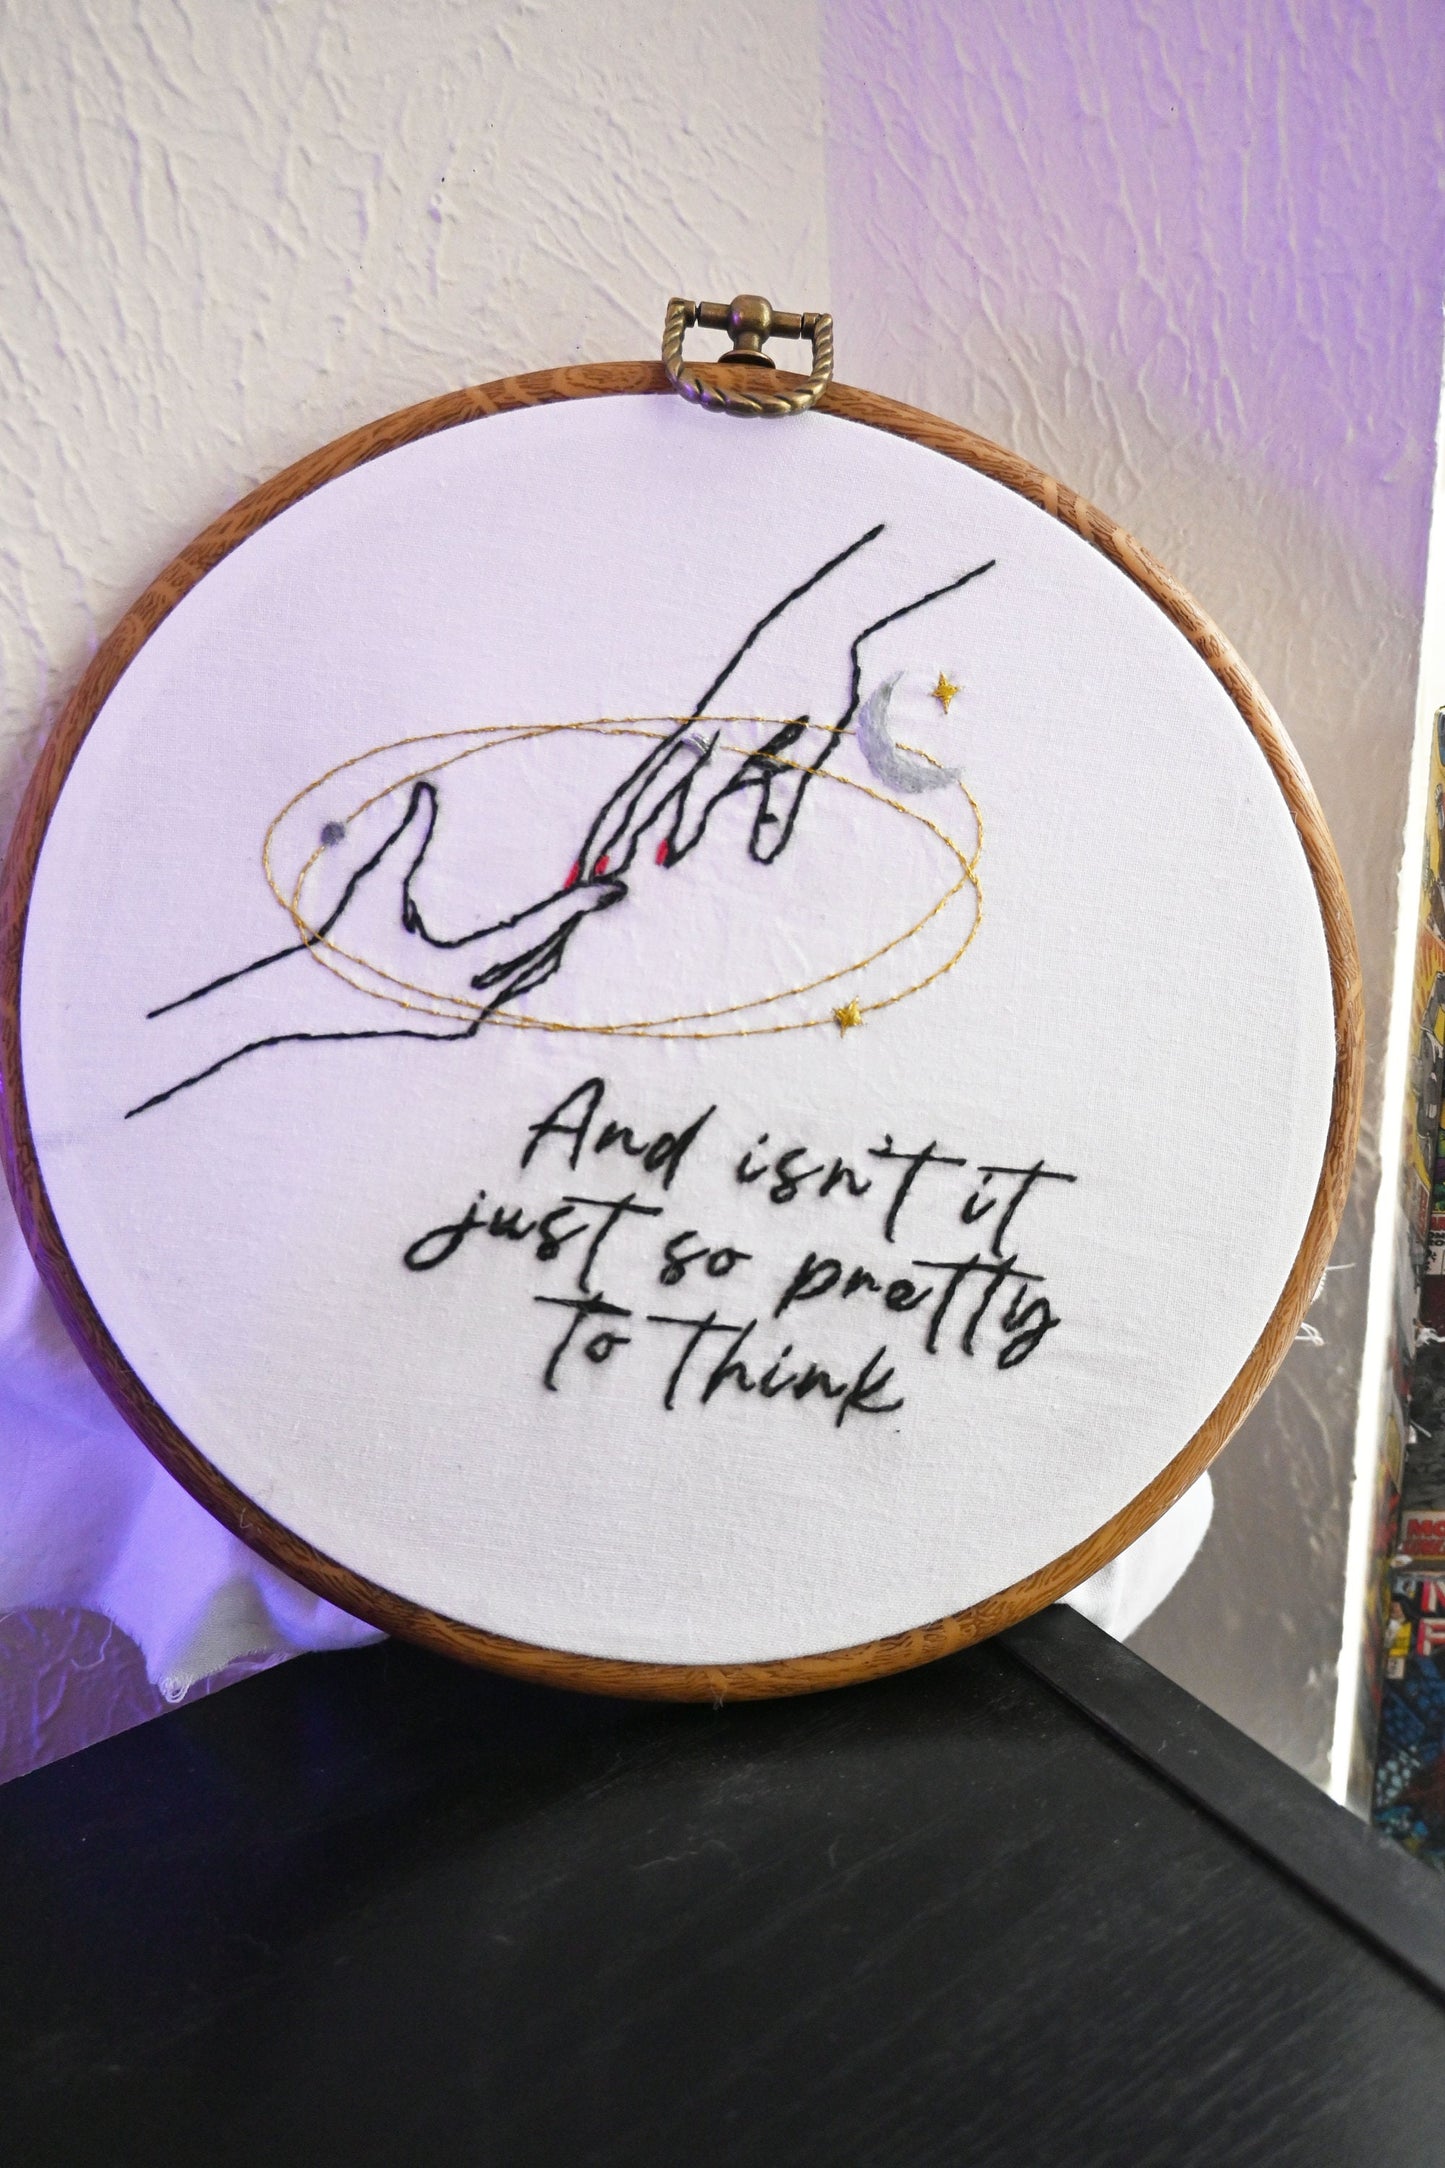 And isn't it
just so pretty
to think